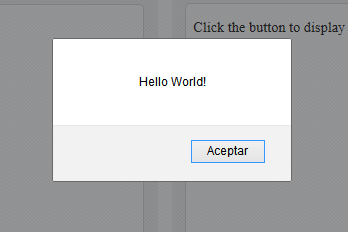 Click the button to display
Hello World!
Aceptar